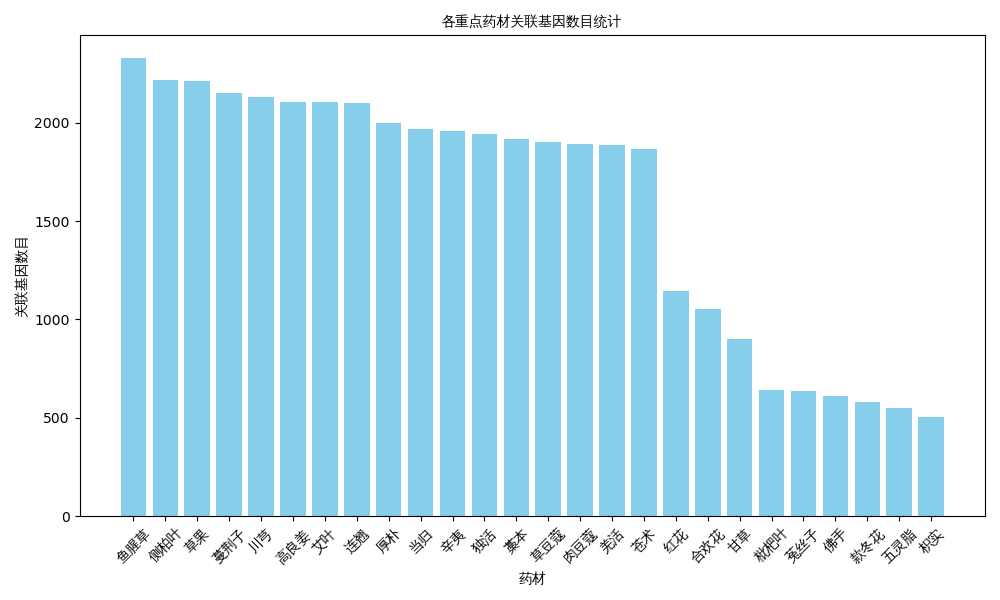 各重点药材关联基因数目统计
关联基因数目
2000
1500
1000
500
0
鱼腥草
侧柏叶
草果
蔓荆子
川芎
高良姜
艾叶
连翘
厚朴
当归
辛夷
独活
藁本
草豆蔻
肉豆蔻
羌活
苍术
红花
合欢花
甘草
枇杷叶
菟丝子
佛手
款冬花
五灵脂
枳实
药材